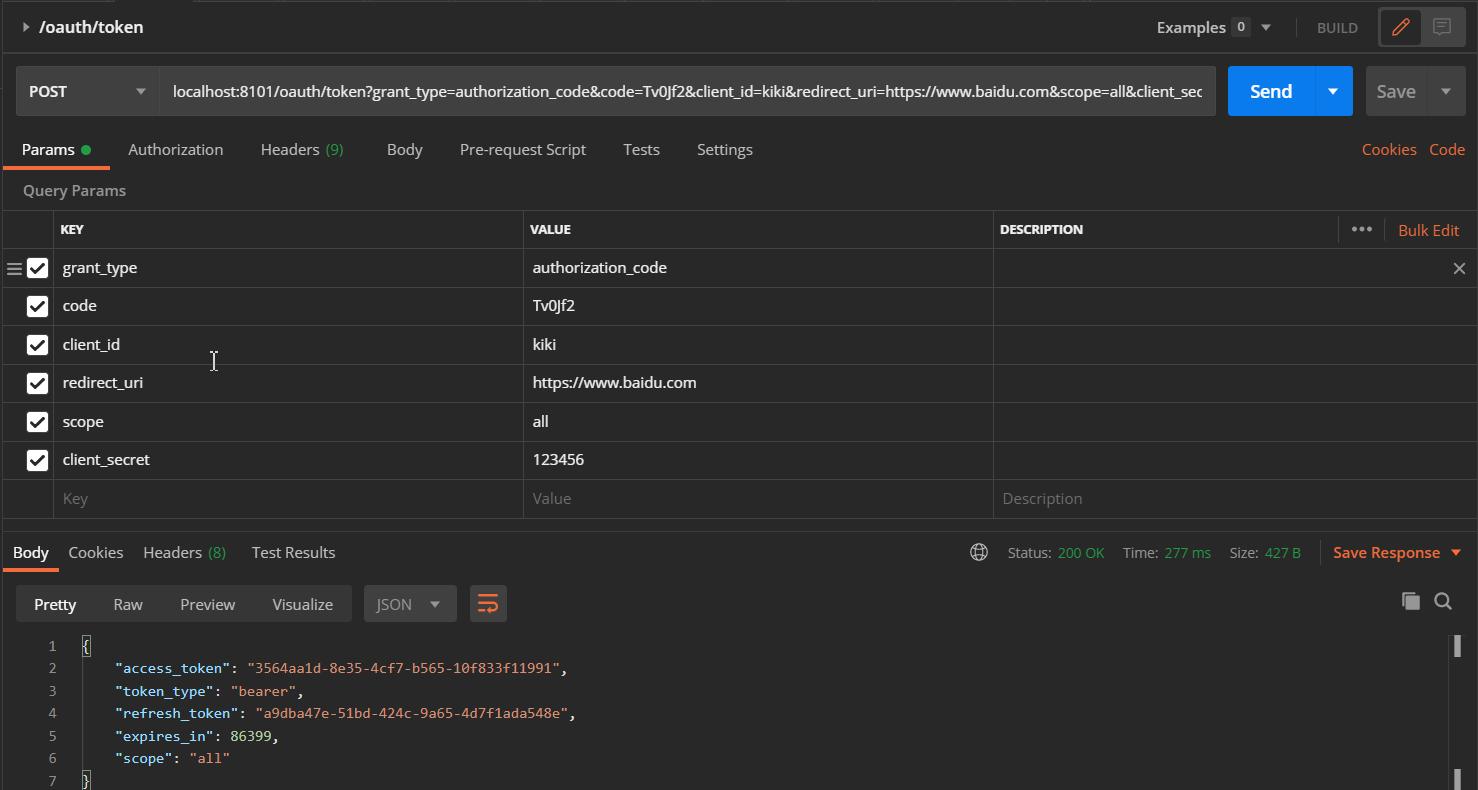 /oauth/token Examples 0 BUILD
POST localhost:8101/oauth/token?grant_type=authorization_code&code=Tv0Jf2&client_id=kiki&redirect_uri=https://www.baidu.com&scope=all&client_sec Send Save
Params Authorization Headers (9) Body Pre-request Script Tests Settings Cookies Code
Query Params
KEY VALUE DESCRIPTION ••• Bulk Edit
grant_type authorization_code
code Tv0Jf2
client_id kiki
redirect_uri https://www.baidu.com
scope all
client_secret 123456
Key Value Description
Body Cookies Headers (8) Test Results Status: 200 OK Time: 277 ms Size: 427 B Save Response
Pretty Raw Preview Visualize JSON
1 {
2 "access_token": "3564aa1d-8e35-4cf7-b565-10f833f11991",
3 "token_type": "bearer",
4 "refresh_token": "a9dba47e-51bd-424c-9a65-4d7f1ada548e",
5 "expires_in": 86399,
6 "scope": "all"
7 }